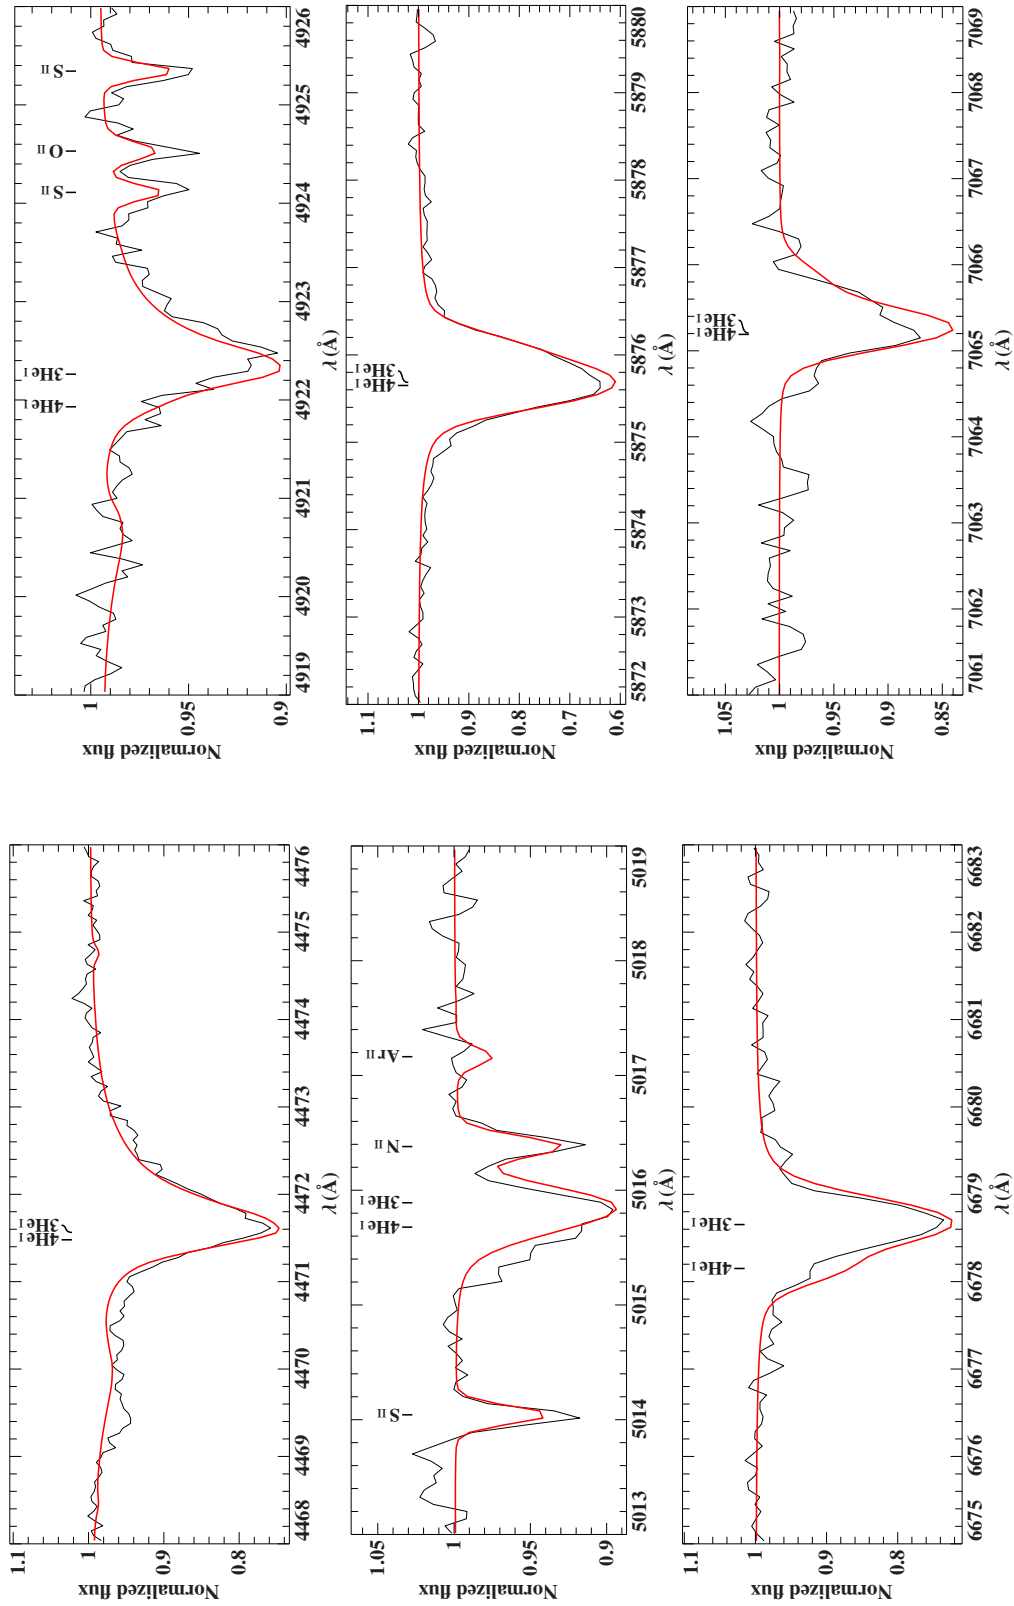 4He I
3He I
1.1
1
0.8
Normalized flux
4468 4469 4470 4471 4472 4473 4474 4475 4476
λ (Å)
4He I
3He I
S II
O II
S II
1
0.95
0.9
Normalized flux
4919 4920 4921 4922 4923 4924 4925 4926
λ (Å)
S II
4He I
3He I
N II
Ar II
1.05
1
0.9
Normalized flux
5013 5014 5015 5016 5017 5018 5019
λ (Å)
4He I
3He I
1.1
1
0.9
0.8
0.7
0.6
Normalized flux
5872 5873 5874 5875 5876 5877 5878 5879 5880
λ (Å)
4He I
3He I
1.1
1
0.9
0.8
Normalized flux
6675 6676 6677 6678 6679 6680 6681 6682 6683
λ (Å)
4He I
3He I
1.05
1
0.95
0.9
0.85
Normalized flux
7061 7062 7063 7064 7065 7066 7067 7068 7069
λ (Å)